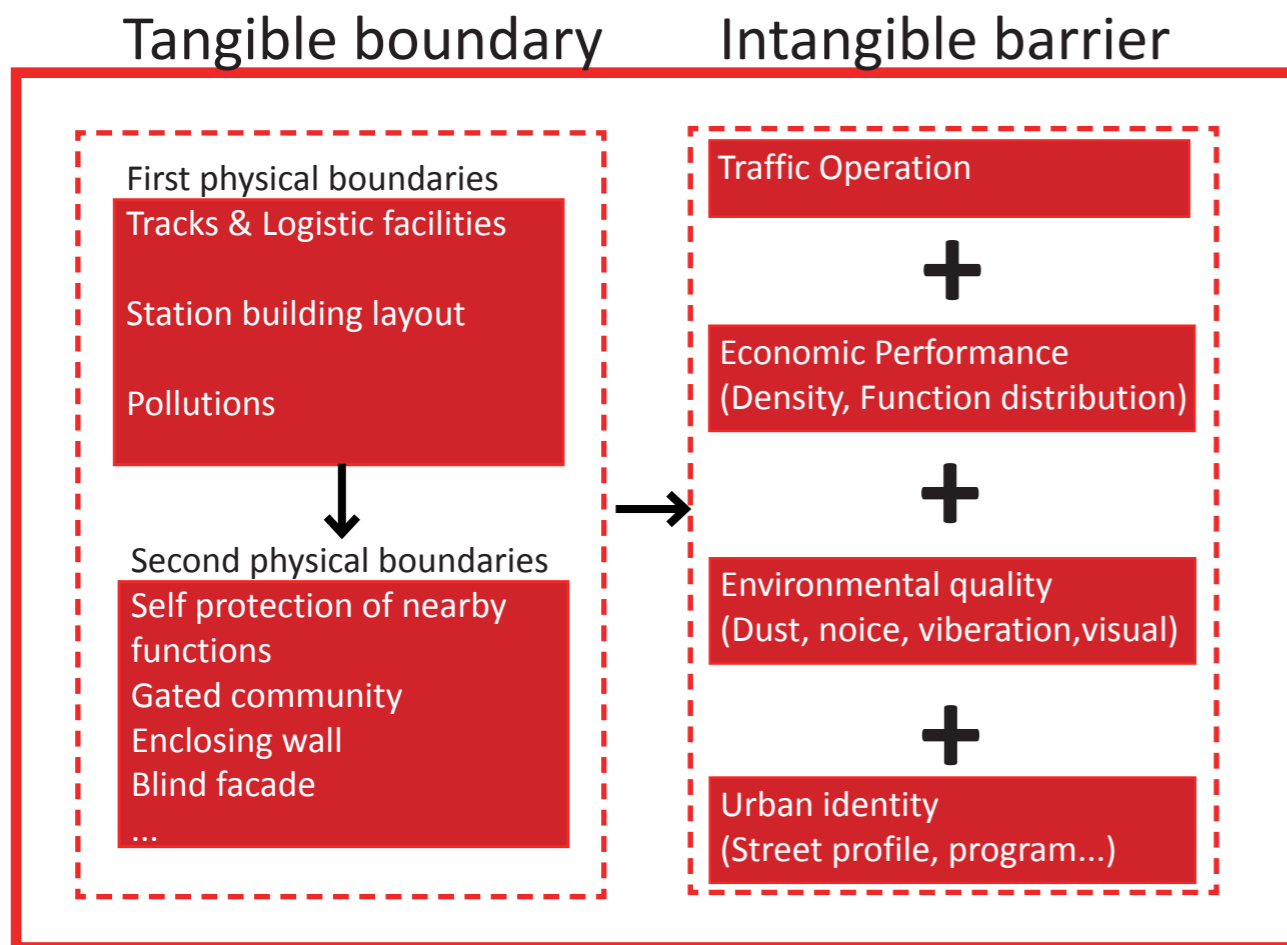 Tangible boundary
First physical boundaries
Tracks & Logistic facilities
Station building layout
Pollutions
Second physical boundaries
Self protection of nearby
functions
Gated community
Enclosing wall
Blind facade
...
Intangible barrier
Traffic Operation
+
Economic Performance
(Density, Function distribution)
+
Environmental quality
(Dust, noice, viberation,visual)
+
Urban identity
(Street profile, program...)